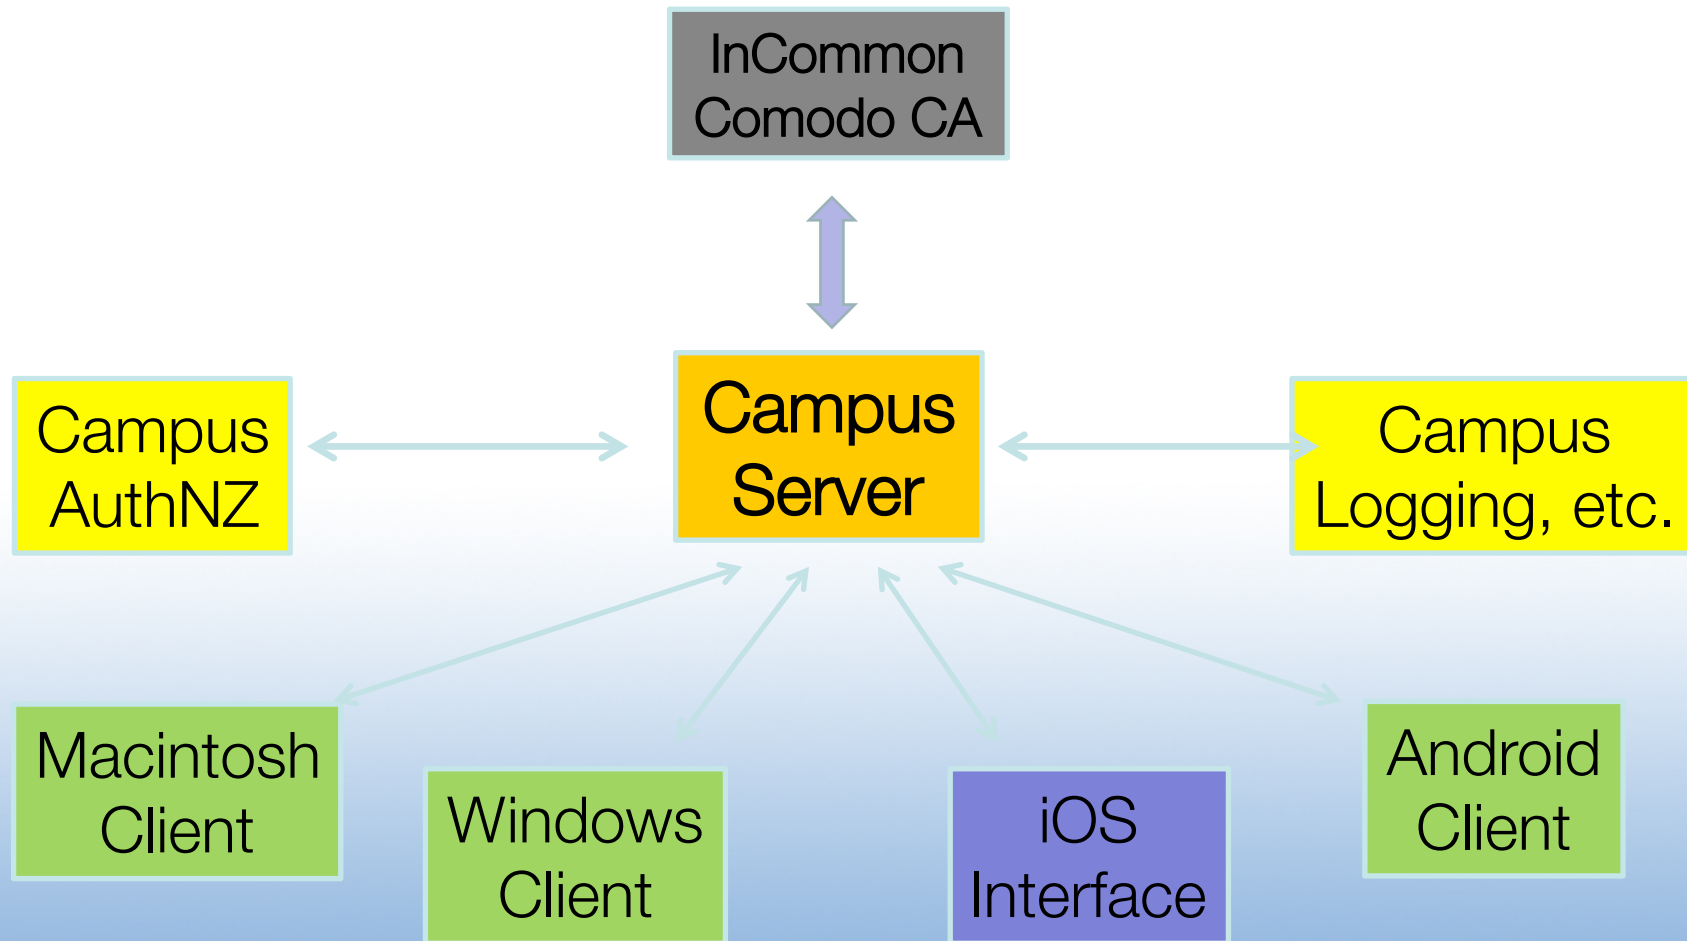 InCommon
Comodo CA
Campus
AuthNZ
Campus
Server
Campus
Logging, etc.
Macintosh
Client
Windows
Client
iOS
Interface
Android
Client